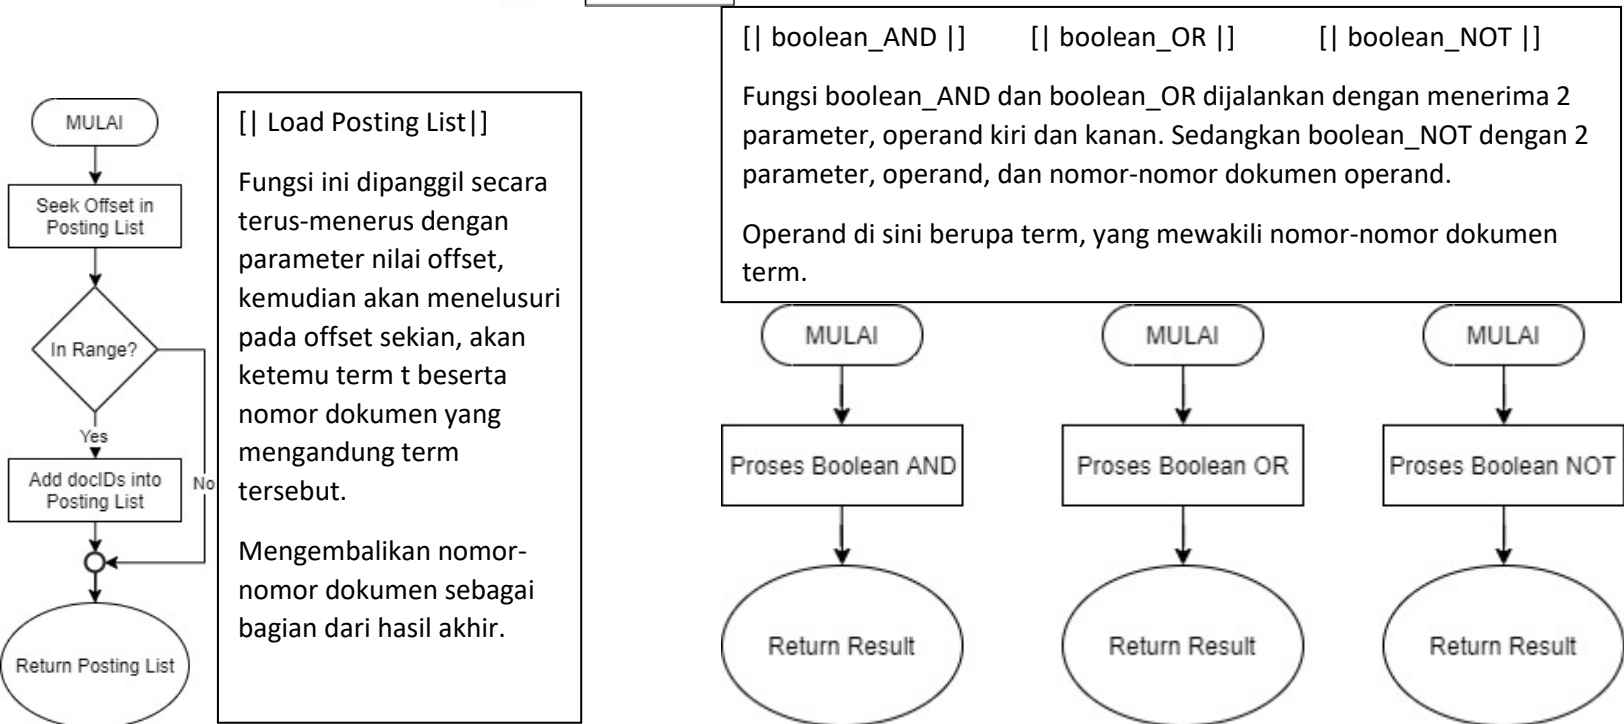 MULAI
Seek Offset in
Posting List
In Range?
Yes
No
Add docIDs into
Posting List
Return Posting List
[| Load Posting List|]
Fungsi ini dipanggil secara
terus-menerus dengan
parameter nilai offset,
kemudian akan menelusuri
pada offset sekian, akan
ketemu term t beserta
nomor dokumen yang
mengandung term
tersebut.
Mengembalikan nomor-
nomor dokumen sebagai
bagian dari hasil akhir.
[| boolean_AND |] [| boolean_OR |] [| boolean_NOT |]
Fungsi boolean_AND dan boolean_OR dijalankan dengan menerima 2
parameter, operand kiri dan kanan. Sedangkan boolean_NOT dengan 2
parameter, operand, dan nomor-nomor dokumen operand.
Operand di sini berupa term, yang mewakili nomor-nomor dokumen
term.
MULAI
Proses Boolean AND
Return Result
MULAI
Proses Boolean OR
Return Result
MULAI
Proses Boolean NOT
Return Result